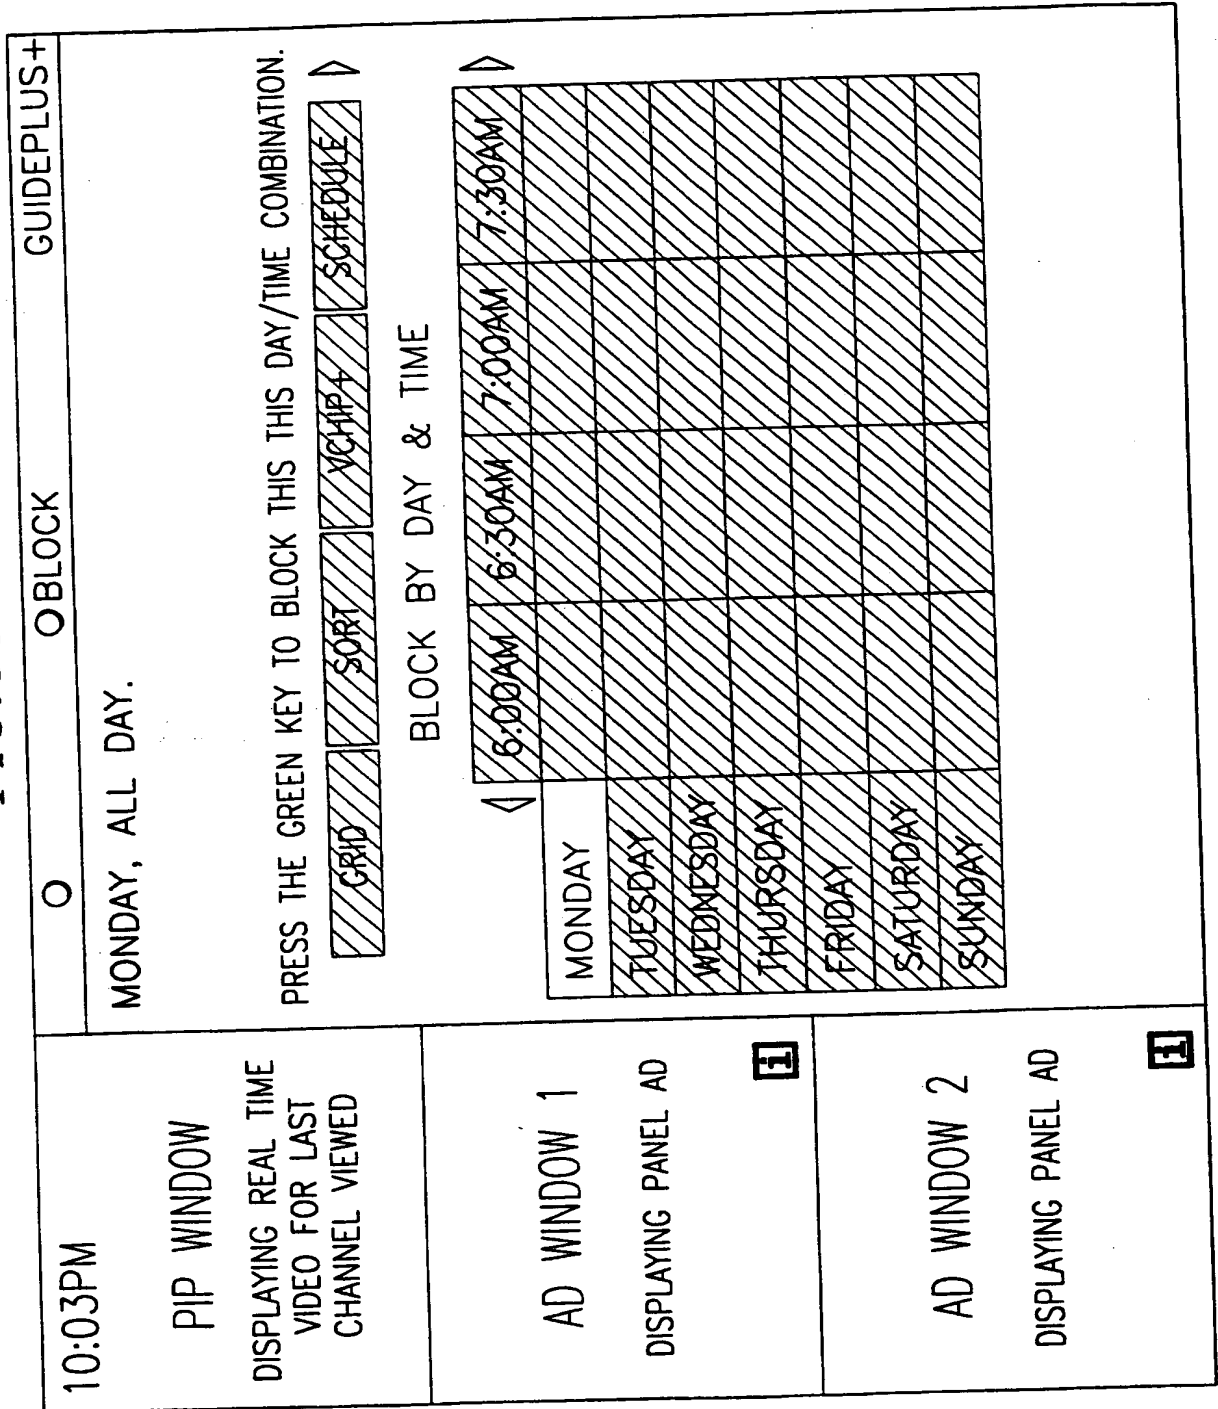 10:03PM
○
○BLOCK
GUIDEPLUS+
PIP WINDOW
DISPLAYING REAL TIME
VIDEO FOR LAST
CHANNEL VIEWED
AD WINDOW 1
DISPLAYING PANEL AD
i
AD WINDOW 2
DISPLAYING PANEL AD
i
MONDAY, ALL DAY.
PRESS THE GREEN KEY TO BLOCK THIS THIS DAY/TIME COMBINATION.
GRID SORT VCHIP+ SCHEDULE
BLOCK BY DAY & TIME
6:00AM 6:30AM 7:00AM 7:30AM
MONDAY
TUESDAY
WEDNESDAY
THURSDAY
FRIDAY
SATURDAY
SUNDAY